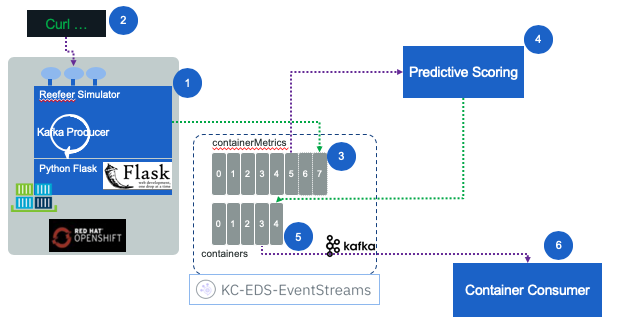 Curl ...
2
4
Predictive Scoring
1
Reefeer Simulator
Kafka Producer
Python Flask
Flask
web development,
one drop at a time
RED HAT®
OPENSHIFT
containerMetrics
0 1 2 3 4 5 6 7
3
0 1 2 3 4
5
containers
kafka
KC-EDS-EventStreams
6
Container Consumer